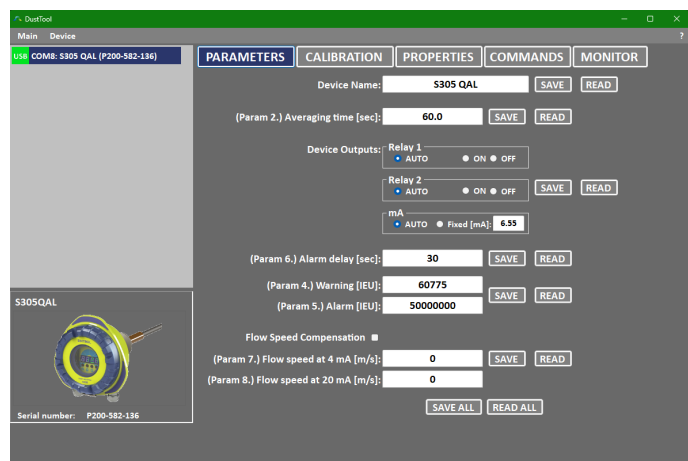 DustTool
Main Device ?
USB COM8: S305 QAL (P200-582-136)
PARAMETERS CALIBRATION PROPERTIES COMMANDS MONITOR
Device Name: S305 QAL SAVE READ
(Param 2.) Averaging time [sec]: 60.0 SAVE READ
Device Outputs: Relay 1
AUTO ON OFF
Relay 2
AUTO ON OFF SAVE READ
mA
AUTO Fixed [mA]: 6.55
(Param 6.) Alarm delay [sec]: 30 SAVE READ
(Param 4.) Warning [IEU]: 60775
(Param 5.) Alarm [IEU]: 50000000 SAVE READ
Flow Speed Compensation
(Param 7.) Flow speed at 4 mA [m/s]: 0 SAVE READ
(Param 8.) Flow speed at 20 mA [m/s]: 0
SAVE ALL READ ALL
S305QAL
Serial number: P200-582-136